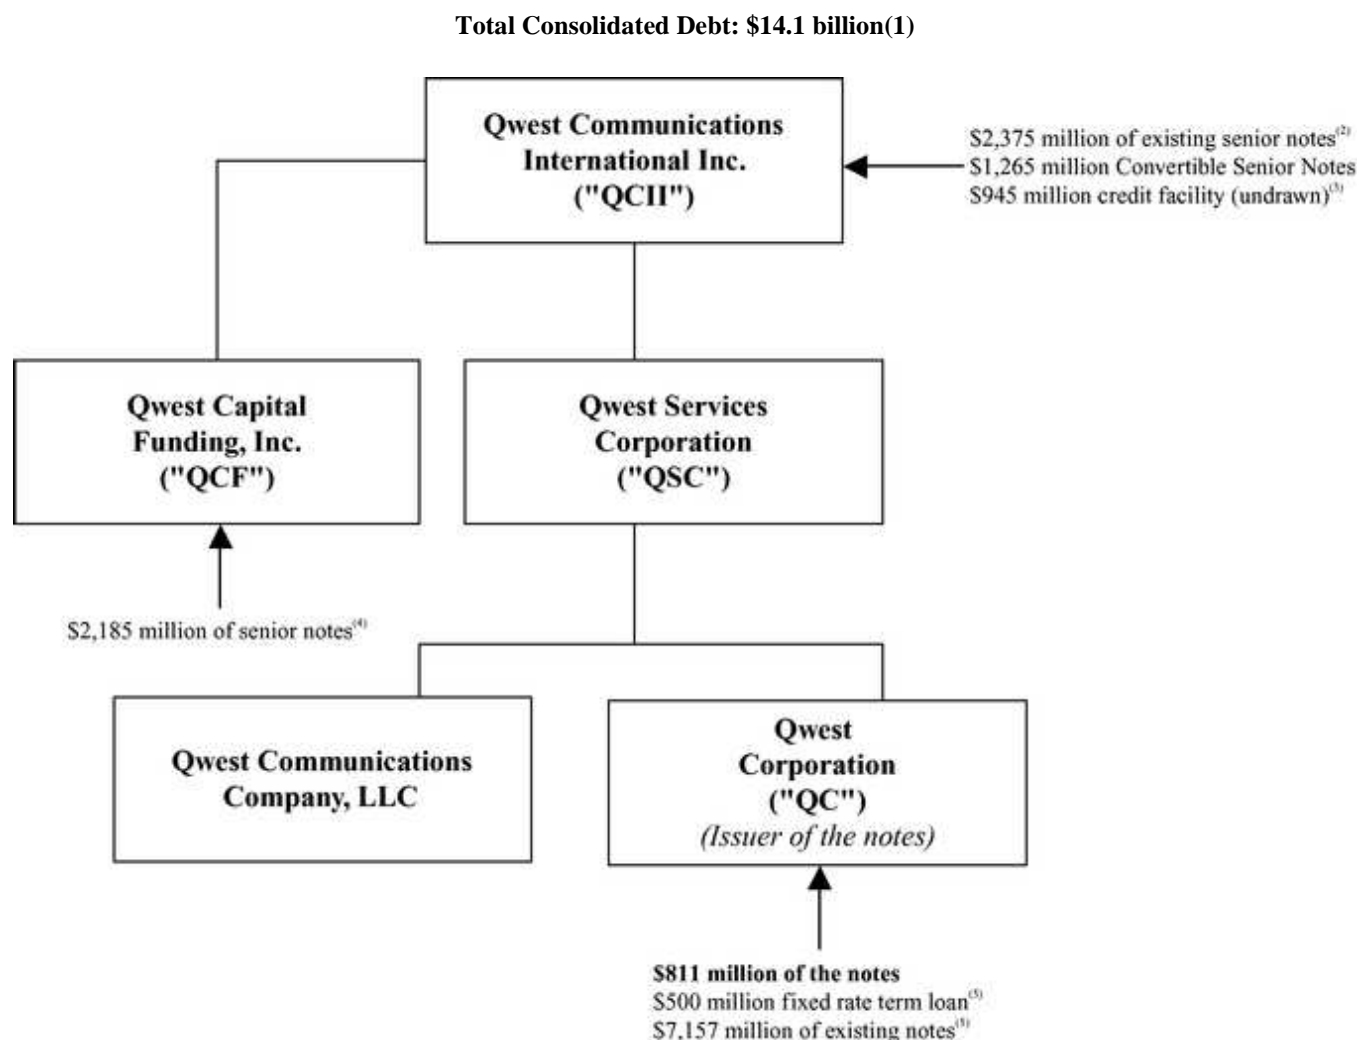 Total Consolidated Debt: $14.1 billion(1)
Qwest Communications
International Inc.
("QCII")
$2,375 million of existing senior notes(2)
$1,265 million Convertible Senior Notes
$945 million credit facility (undrawn)(3)
Qwest Capital
Funding, Inc.
("QCF")
Qwest Services
Corporation
("QSC")
$2,185 million of senior notes(4)
Qwest Communications
Company, LLC
Qwest
Corporation
("QC")
(Issuer of the notes)
$811 million of the notes
$500 million fixed rate term loan(5)
$7,157 million of existing notes(5)